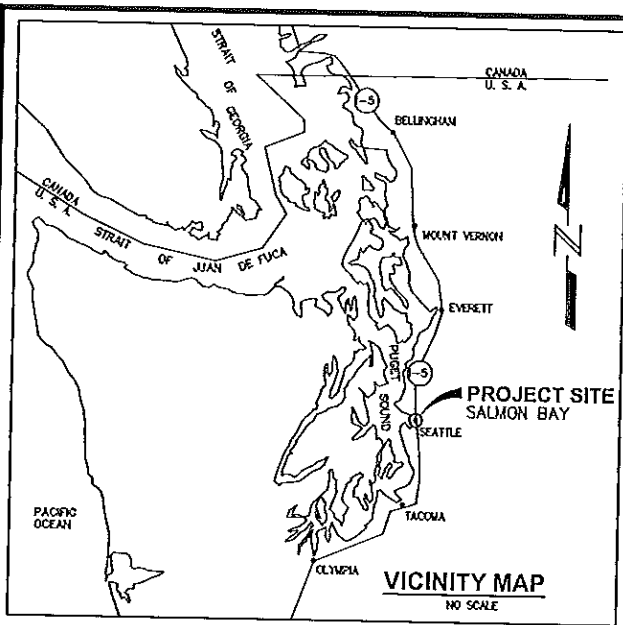 STRAIT OF GEORGIA
CANADA
U. S. A.
I-5
BELLINGHAM
CANADA
U. S. A.
STRAIT OF JUAN DE FUCA
MOUNT VERNON
N
EVERETT
PUGET SOUND
I-5
PROJECT SITE
SALMON BAY
SEATTLE
PACIFIC
OCEAN
TACOMA
OLYMPIA
VICINITY MAP
NO SCALE